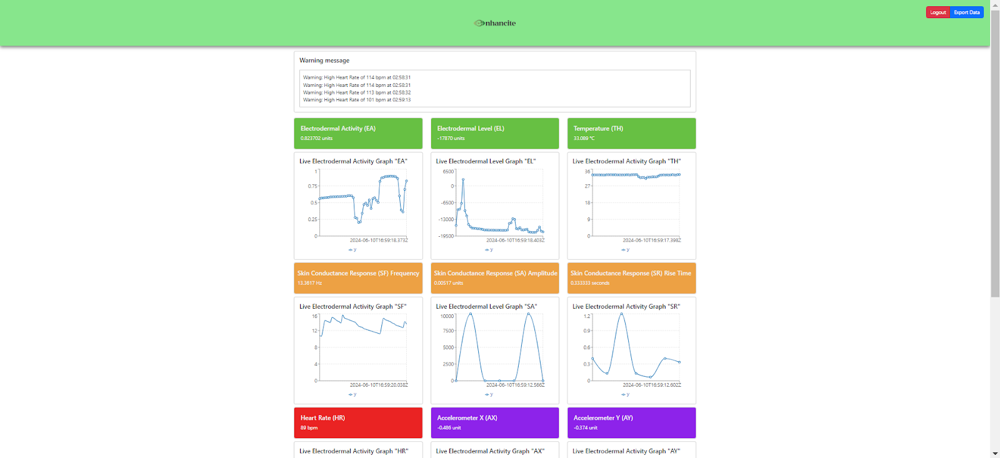 Logout Export Data
nhancite
Warning message
Warning: High Heart Rate of 114 bpm at 02:58:31
Warning: High Heart Rate of 114 bpm at 02:58:31
Warning: High Heart Rate of 113 bpm at 02:58:32
Warning: High Heart Rate of 101 bpm at 02:59:13
Electrodermal Activity (EA)
0.823702 units
Electrodermal Level (EL)
-17870 units
Temperature (TH)
33.089 °C
Live Electrodermal Activity Graph "EA"
1
0.75
0.5
0.25
0
2024-06-10T16:59:18.373Z
y
Live Electrodermal Level Graph "EL"
6500
0
-6500
-13000
-19500
2024-06-10T16:59:18.403Z
y
Live Electrodermal Activity Graph "TH"
36
27
18
9
0
2024-06-10T16:59:17.398Z
y
Skin Conductance Response (SF) Frequency
13.3617 Hz
Skin Conductance Response (SA) Amplitude
0.00517 units
Skin Conductance Response (SR) Rise Time
0.333333 seconds
Live Electrodermal Activity Graph "SF"
16
12
8
4
0
2024-06-10T16:59:20.038Z
y
Live Electrodermal Level Graph "SA"
10000
7500
5000
2500
0
2024-06-10T16:59:12.566Z
y
Live Electrodermal Activity Graph "SR"
1.2
0.9
0.6
0.3
0
2024-06-10T16:59:12.602Z
y
Heart Rate (HR)
89 bpm
Accelerometer X (AX)
-0.486 unit
Accelerometer Y (AY)
-0.374 unit
Live Electrodermal Activity Graph "HR"
Live Electrodermal Activity Graph "AX"
Live Electrodermal Activity Graph "AY"